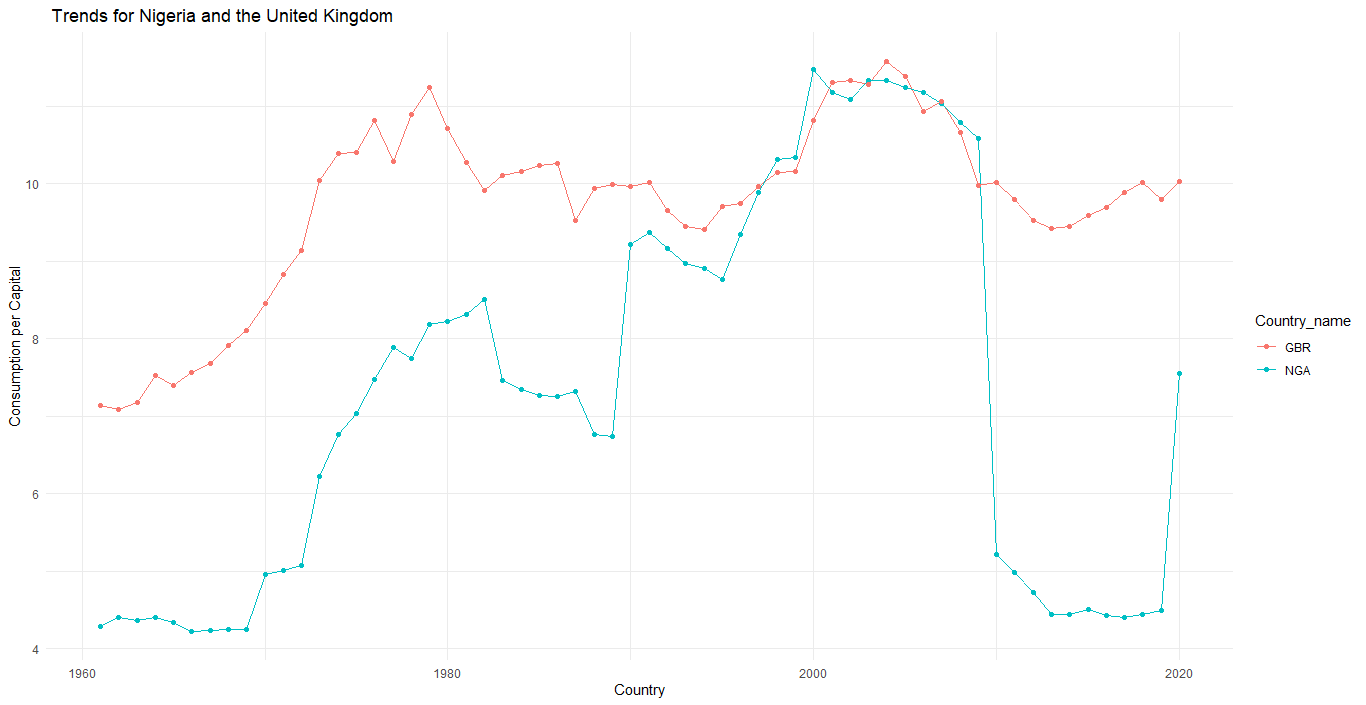 Trends for Nigeria and the United Kingdom
Consumption per Capital
10
8
6
4
1960
1980
2000
2020
Country
Country_name
GBR
NGA